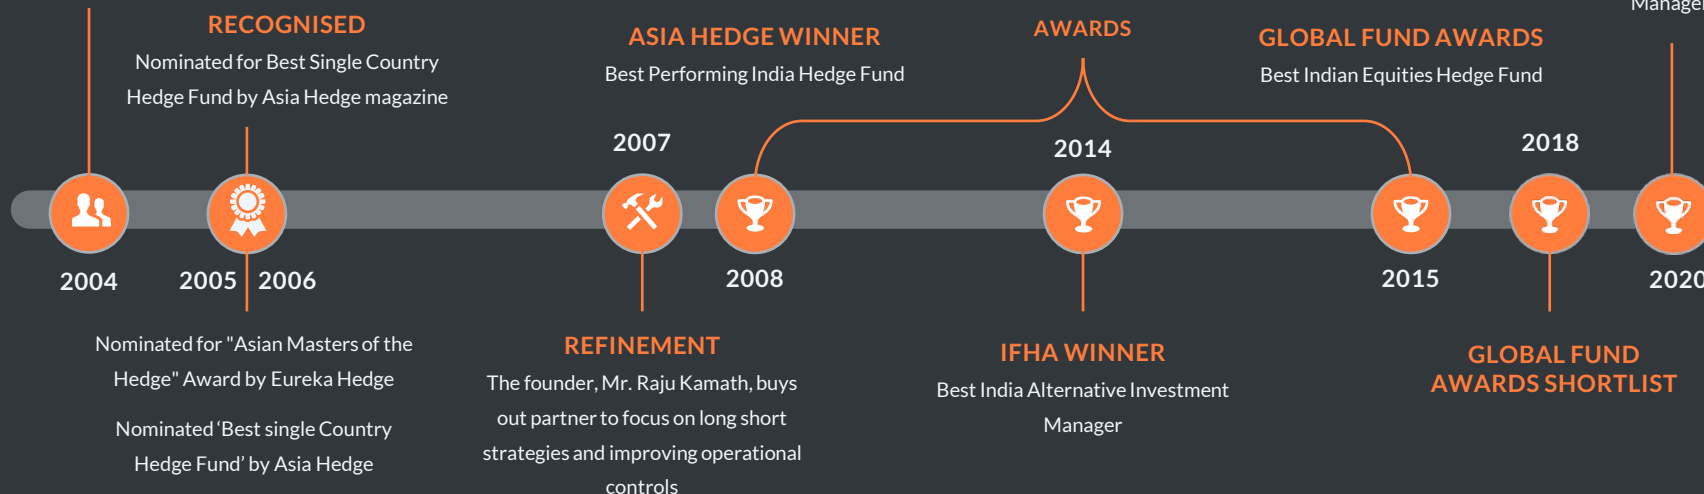 Manager
RECOGNISED
Nominated for Best Single Country
Hedge Fund by Asia Hedge magazine
ASIA HEDGE WINNER
Best Performing India Hedge Fund
AWARDS
GLOBAL FUND AWARDS
Best Indian Equities Hedge Fund
2007
2014
2018
2004
2005 2006
2008
2015
2020
Nominated for "Asian Masters of the
Hedge" Award by Eureka Hedge
Nominated ‘Best single Country
Hedge Fund’ by Asia Hedge
REFINEMENT
The founder, Mr. Raju Kamath, buys
out partner to focus on long short
strategies and improving operational
controls
IFHA WINNER
Best India Alternative Investment
Manager
GLOBAL FUND
AWARDS SHORTLIST